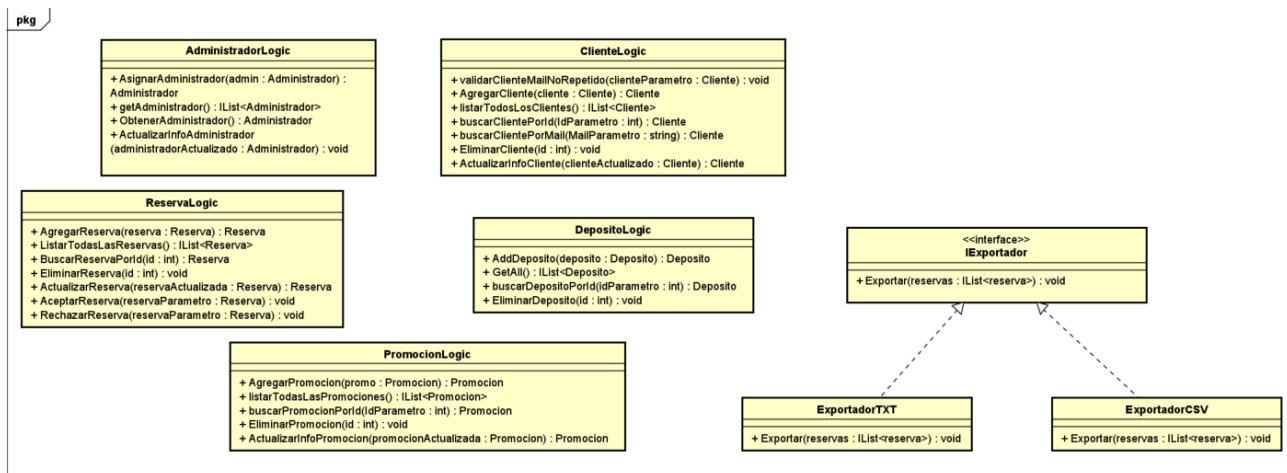 pkg
AdministradorLogic
+ AsignarAdministrador(admin : Administrador) :
Administrador
+ getAdministrador() : IList<Administrador>
+ ObtenerAdministrador() : Administrador
+ ActualizarInfoAdministrador
(administradorActualizado : Administrador) : void
ClienteLogic
+ validarClienteMailNoRepetido(clienteParametro : Cliente) : void
+ AgregarCliente(cliente : Cliente) : Cliente
+ listarTodosLosClientes() : IList<Cliente>
+ buscarClientePorId(IdParametro : int) : Cliente
+ buscarClientePorMail(MailParametro : string) : Cliente
+ EliminarCliente(id : int) : void
+ ActualizarInfoCliente(clienteActualizado : Cliente) : Cliente
ReservaLogic
+ AgregarReserva(reserva : Reserva) : Reserva
+ ListarTodasLasReservas() : IList<Reserva>
+ BuscarReservaPorId(id : int) : Reserva
+ EliminarReserva(id : int) : void
+ ActualizarReserva(reservaActualizada : Reserva) : Reserva
+ AceptarReserva(reservaParametro : Reserva) : void
+ RechazarReserva(reservaParametro : Reserva) : void
DepositoLogic
+ AddDeposito(deposito : Deposito) : Deposito
+ GetAll() : IList<Deposito>
+ buscarDepositoPorId(idParametro : int) : Deposito
+ EliminarDeposito(id : int) : void
<<interface>>
IExportador
+ Exportar(reservas : IList<reserva>) : void
PromocionLogic
+ AgregarPromocion(promo : Promocion) : Promocion
+ listarTodasLasPromociones() : IList<Promocion>
+ buscarPromocionPorId(IdParametro : int) : Promocion
+ EliminarPromocion(id : int) : void
+ ActualizarInfoPromocion(promocionActualizada : Promocion) : Promocion
ExportadorTXT
+ Exportar(reservas : IList<reserva>) : void
ExportadorCSV
+ Exportar(reservas : IList<reserva>) : void